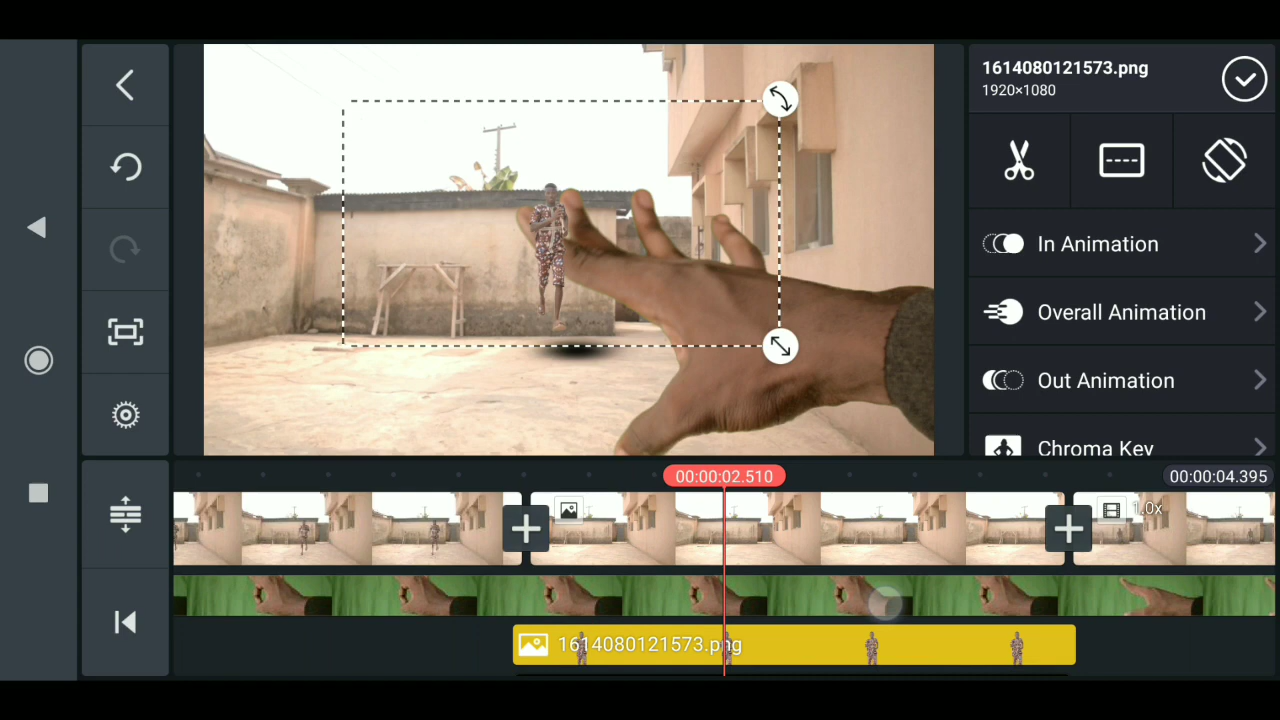 1614080121573.png
1920×1080
In Animation
Overall Animation
Out Animation
Chroma Key
00:00:02.510
00:00:04.395
1.0x
1614080121573.png